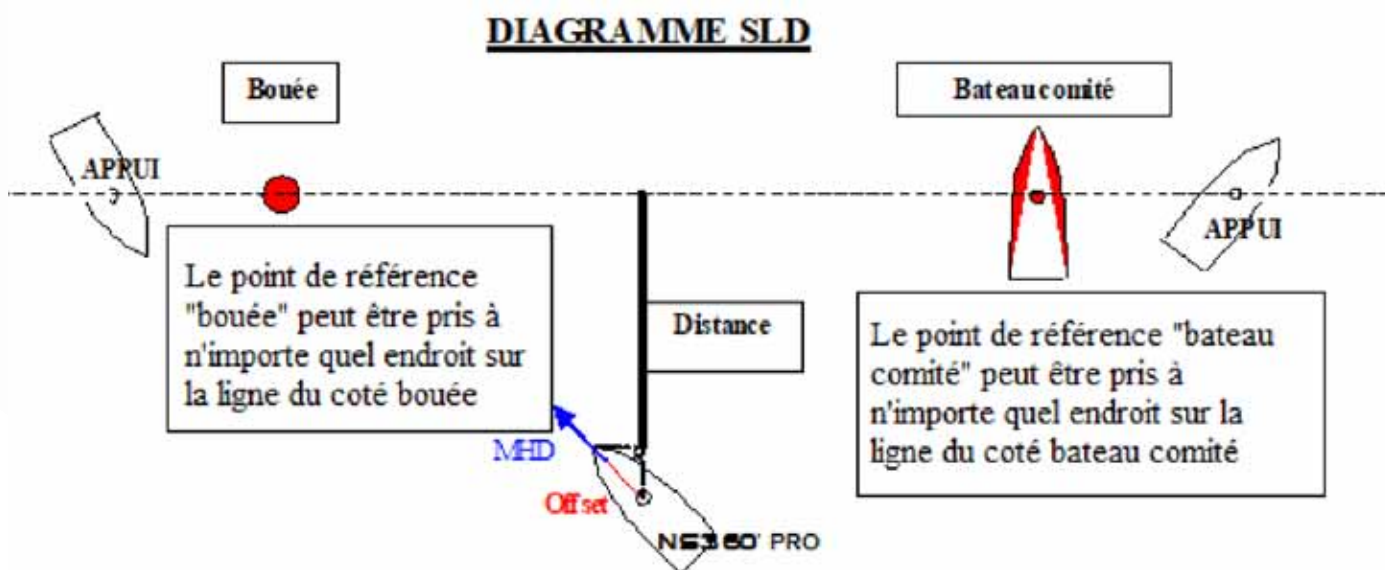 DIAGRAMME SLD
Bouée
Bateau comité
APPUI
APPUI
Le point de référence
"bouée" peut être pris à
n'importe quel endroit sur
la ligne du coté bouée
Distance
Le point de référence "bateau
comité" peut être pris à
n'importe quel endroit sur la
ligne du coté bateau comité
MHD
Offset
NS360' PRO